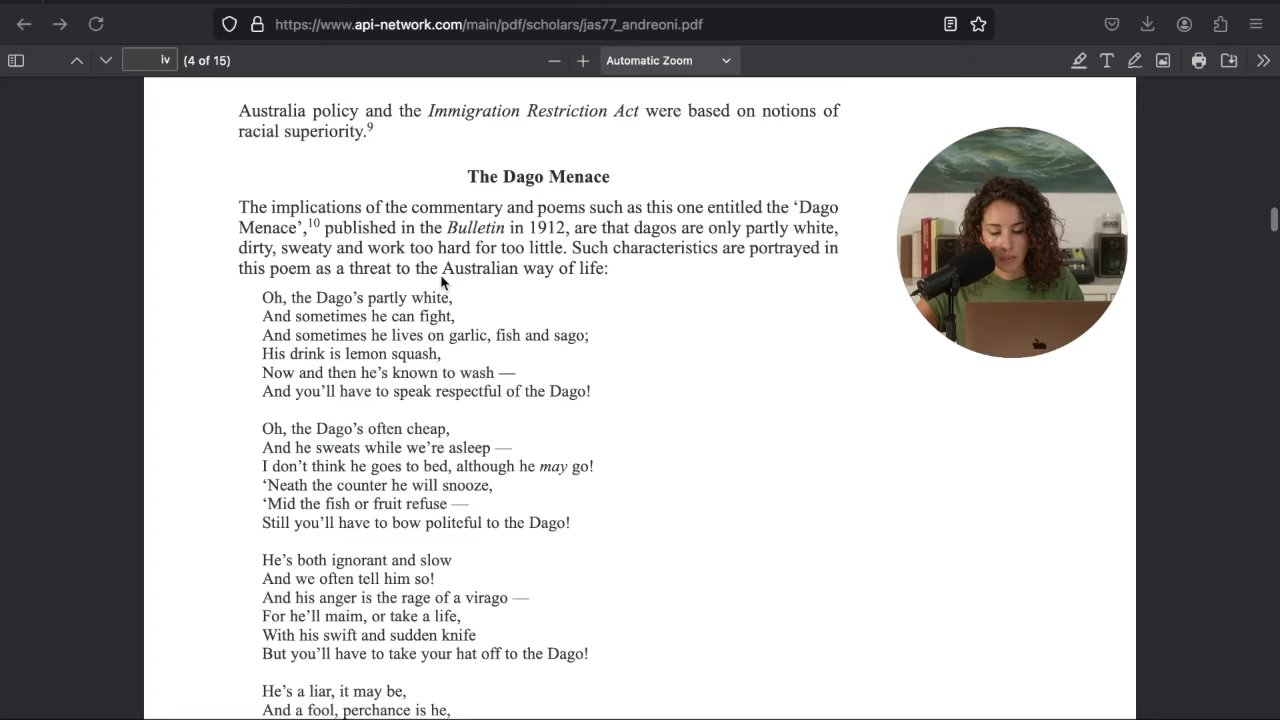 https://www.api-network.com/main/pdf/scholars/jas77_andreoni.pdf
iv (4 of 15) Automatic Zoom
Australia policy and the Immigration Restriction Act were based on notions of
racial superiority.9
The Dago Menace
The implications of the commentary and poems such as this one entitled the ‘Dago
Menace’,10 published in the Bulletin in 1912, are that dagos are only partly white,
dirty, sweaty and work too hard for too little. Such characteristics are portrayed in
this poem as a threat to the Australian way of life:
Oh, the Dago’s partly white,
And sometimes he can fight,
And sometimes he lives on garlic, fish and sago;
His drink is lemon squash,
Now and then he’s known to wash —
And you’ll have to speak respectful of the Dago!
Oh, the Dago’s often cheap,
And he sweats while we’re asleep —
I don’t think he goes to bed, although he may go!
‘Neath the counter he will snooze,
‘Mid the fish or fruit refuse —
Still you’ll have to bow politeful to the Dago!
He’s both ignorant and slow
And we often tell him so!
And his anger is the rage of a virago —
For he’ll maim, or take a life,
With his swift and sudden knife
But you’ll have to take your hat off to the Dago!
He’s a liar, it may be,
And a fool, perchance is he,